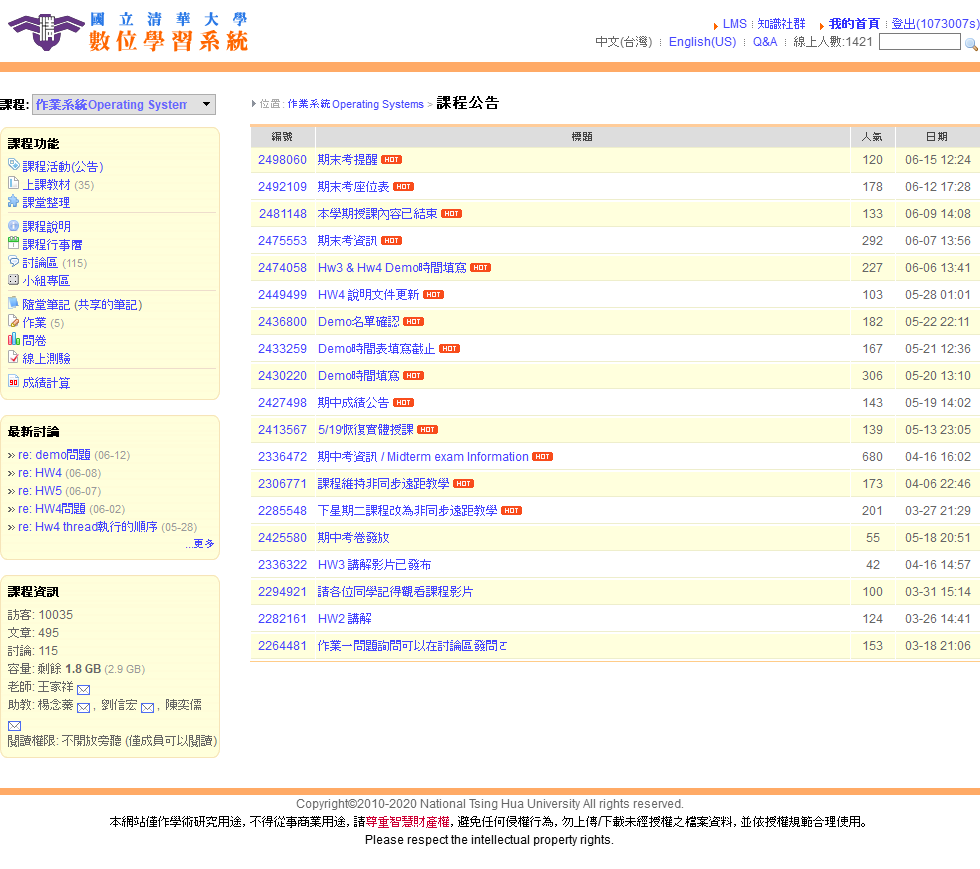 國立清華大學
數位學習系統
LMS 知識社群 我的首頁 登出(1073007s)
中文(台灣) English(US) Q&A 線上人數:1421
課程: 作業系統Operating System
位置: 作業系統Operating Systems > 課程公告
課程功能
課程活動(公告)
上課教材 (35)
課堂整理
課程說明
課程行事曆
討論區 (115)
小組專區
隨堂筆記 (共享的筆記)
作業 (5)
問卷
線上測驗
成績計算
最新討論
re: demo問題 (06-12)
re: HW4 (06-08)
re: HW5 (06-07)
re: HW4問題 (06-02)
re: Hw4 thread執行的順序 (05-28)
...更多
課程資訊
訪客: 10035
文章: 495
討論: 115
容量: 剩餘 1.8 GB (2.9 GB)
老師: 王家祥
助教: 楊念蓁 , 劉信宏 , 陳奕儒
閱讀權限: 不開放旁聽 (僅成員可以閱讀)
編號 標題 人氣 日期
2498060 期末考提醒 HOT 120 06-15 12:24
2492109 期末考座位表 HOT 178 06-12 17:28
2481148 本學期授課內容已結束 HOT 133 06-09 14:08
2475553 期末考資訊 HOT 292 06-07 13:56
2474058 Hw3 & Hw4 Demo時間填寫 HOT 227 06-06 13:41
2449499 HW4 說明文件更新 HOT 103 05-28 01:01
2436800 Demo名單確認 HOT 182 05-22 22:11
2433259 Demo時間表填寫截止 HOT 167 05-21 12:36
2430220 Demo時間填寫 HOT 306 05-20 13:10
2427498 期中成績公告 HOT 143 05-19 14:02
2413567 5/19恢復實體授課 HOT 139 05-13 23:05
2336472 期中考資訊 / Midterm exam Information HOT 680 04-16 16:02
2306771 課程維持非同步遠距教學 HOT 173 04-06 22:46
2285548 下星期二課程改為非同步遠距教學 HOT 201 03-27 21:29
2425580 期中考卷發放 55 05-18 20:51
2336322 HW3 講解影片已發布 42 04-16 14:57
2294921 請各位同學記得觀看課程影片 100 03-31 15:14
2282161 HW2 講解 124 03-26 14:41
2264481 作業一問題詢問可以在討論區發問ㄛ 153 03-18 21:06
Copyright©2010-2020 National Tsing Hua University All rights reserved.
本網站僅作學術研究用途, 不得從事商業用途, 請尊重智慧財產權, 避免任何侵權行為, 勿上傳/下載未經授權之檔案資料, 並依授權規範合理使用。
Please respect the intellectual property rights.